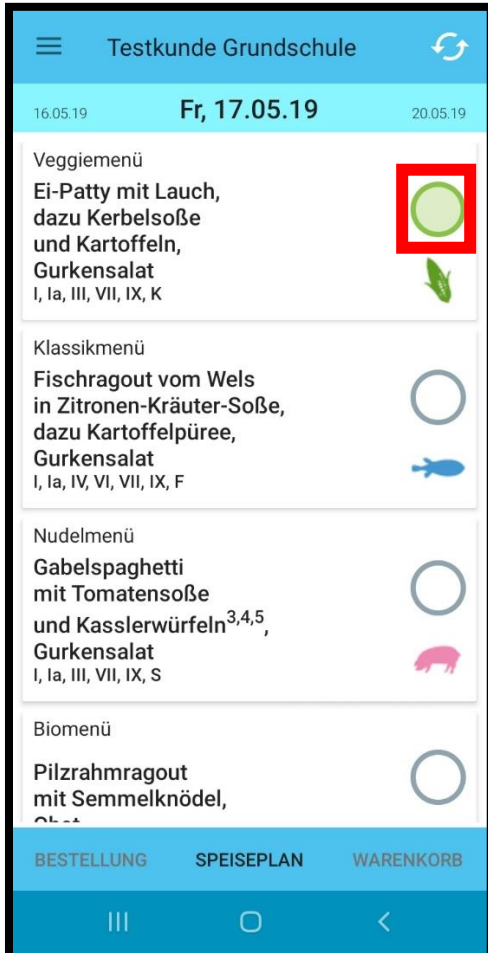 Testkunde Grundschule
16.05.19 Fr, 17.05.19 20.05.19
Veggiemenü
Ei-Patty mit Lauch,
dazu Kerbelsoße
und Kartoffeln,
Gurkensalat
I, Ia, III, VII, IX, K
Klassikmenü
Fischragout vom Wels
in Zitronen-Kräuter-Soße,
dazu Kartoffelpüree,
Gurkensalat
I, Ia, IV, VI, VII, IX, F
Nudelmenü
Gabelspaghetti
mit Tomatensoße
und Kasslerwürfeln3,4,5,
Gurkensalat
I, Ia, III, VII, IX, S
Biomenü
Pilzrahmragout
mit Semmelknödel,
BESTELLUNG SPEISEPLAN WARENKORB